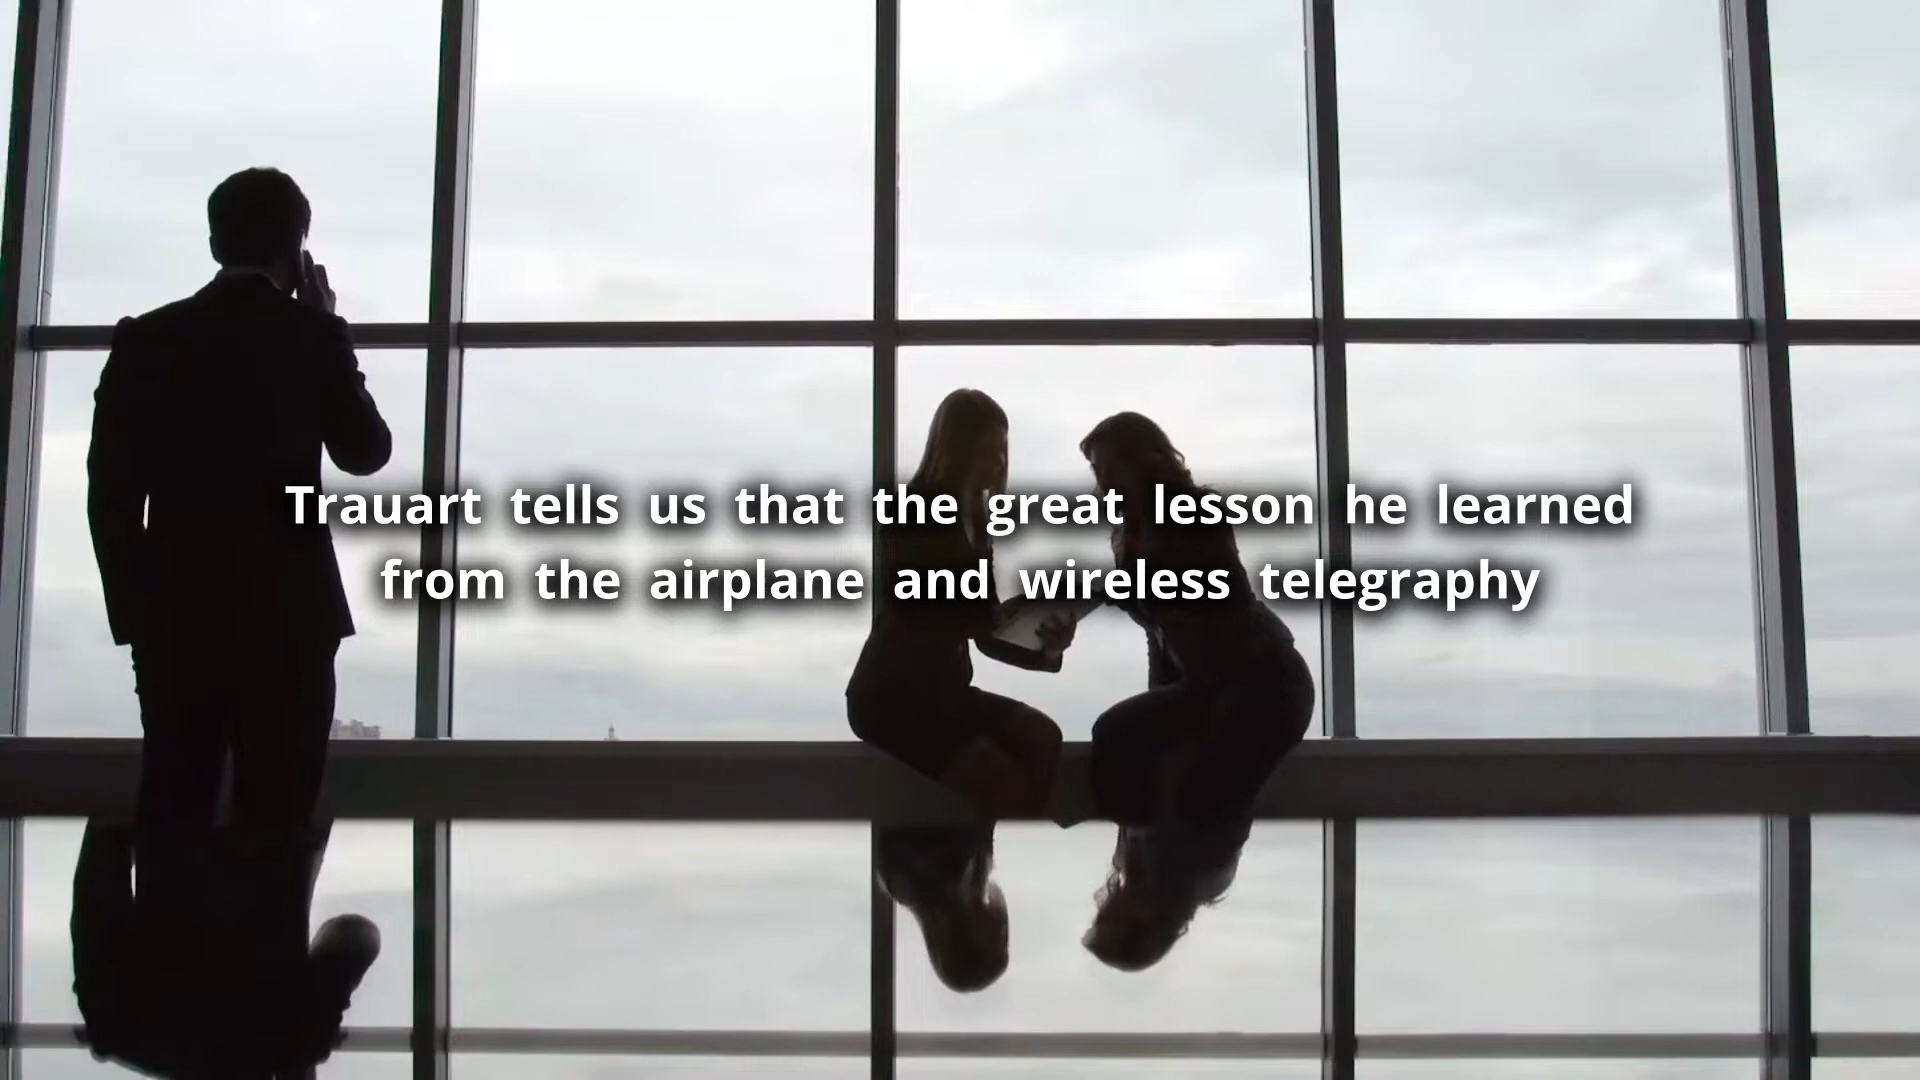 Trauart tells us that the great lesson he learned
from the airplane and wireless telegraphy